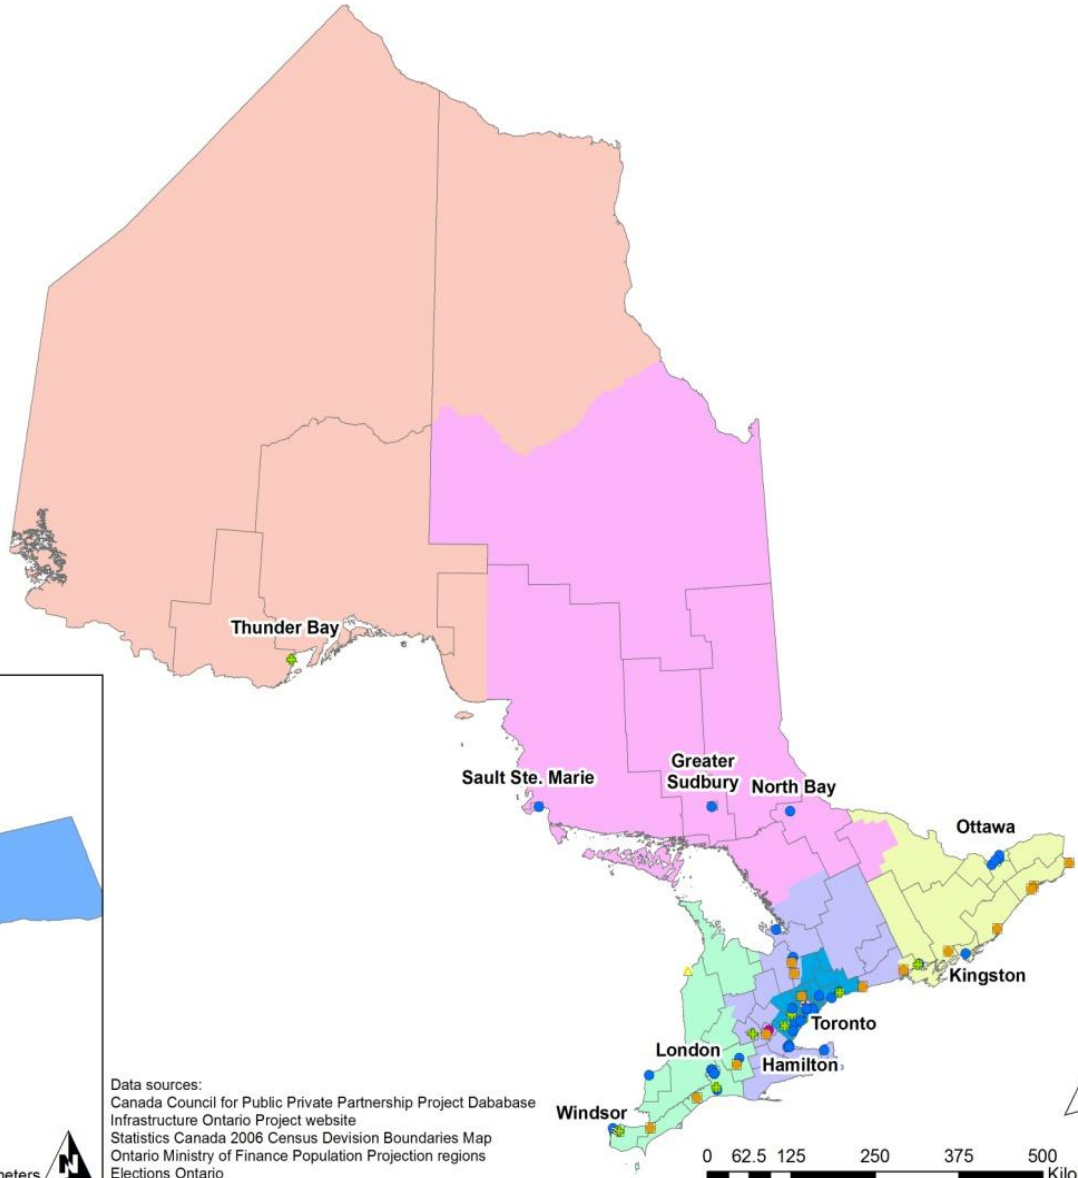 Thunder Bay
Sault Ste. Marie
Greater
Sudbury
North Bay
Ottawa
Kingston
Toronto
London
Hamilton
Windsor
Data sources:
Canada Council for Public Private Partnership Project Dababase
Infrastructure Ontario Project website
Statistics Canada 2006 Census Devision Boundaries Map
Ontario Ministry of Finance Population Projection regions
Elections Ontario
N
0 62.5 125 250 375 500